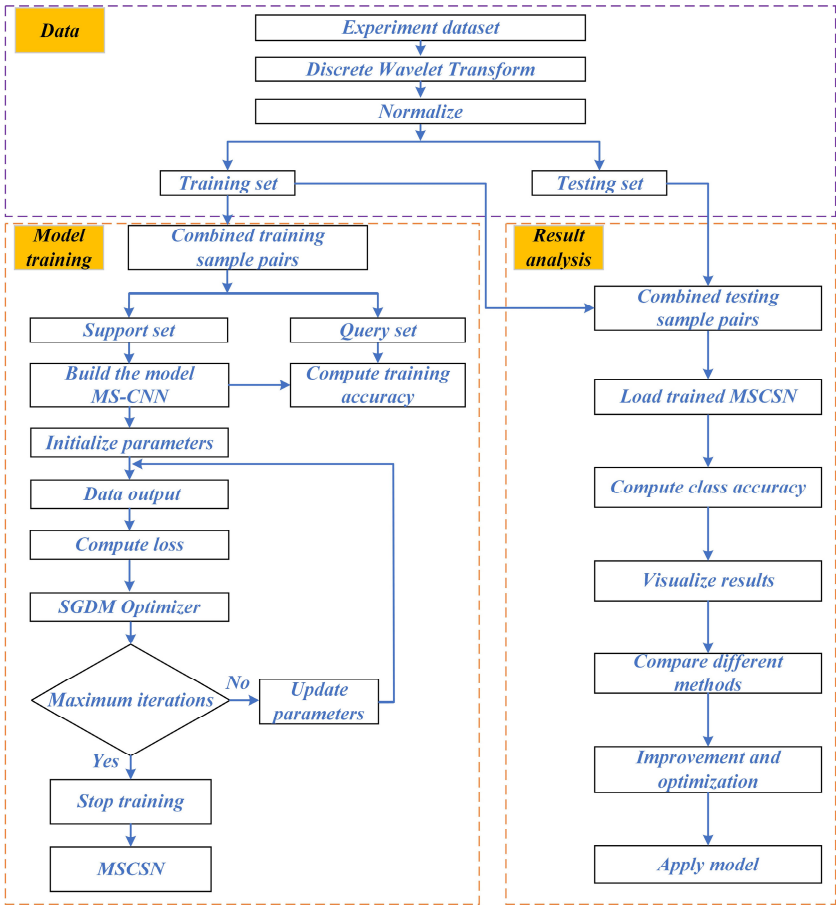 Data
Experiment dataset
Discrete Wavelet Transform
Normalize
Training set
Testing set
Model
training
Combined training
sample pairs
Support set
Query set
Build the model
MS-CNN
Compute training
accuracy
Initialize parameters
Data output
Compute loss
SGDM Optimizer
Maximum iterations
No
Update
parameters
Yes
Stop training
MSCSN
Result
analysis
Combined testing
sample pairs
Load trained MSCSN
Compute class accuracy
Visualize results
Compare different
methods
Improvement and
optimization
Apply model